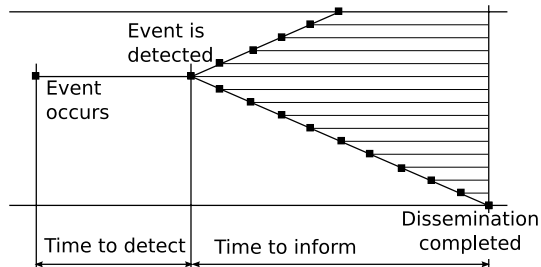 Event is
detected
Event
occurs
Dissemination
completed
Time to detect
Time to inform